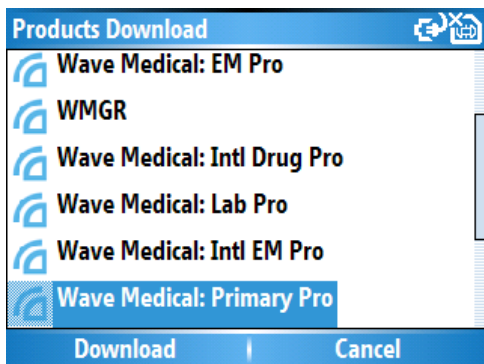 Products Download
Wave Medical: EM Pro
WMGR
Wave Medical: Intl Drug Pro
Wave Medical: Lab Pro
Wave Medical: Intl EM Pro
Wave Medical: Primary Pro
Download Cancel